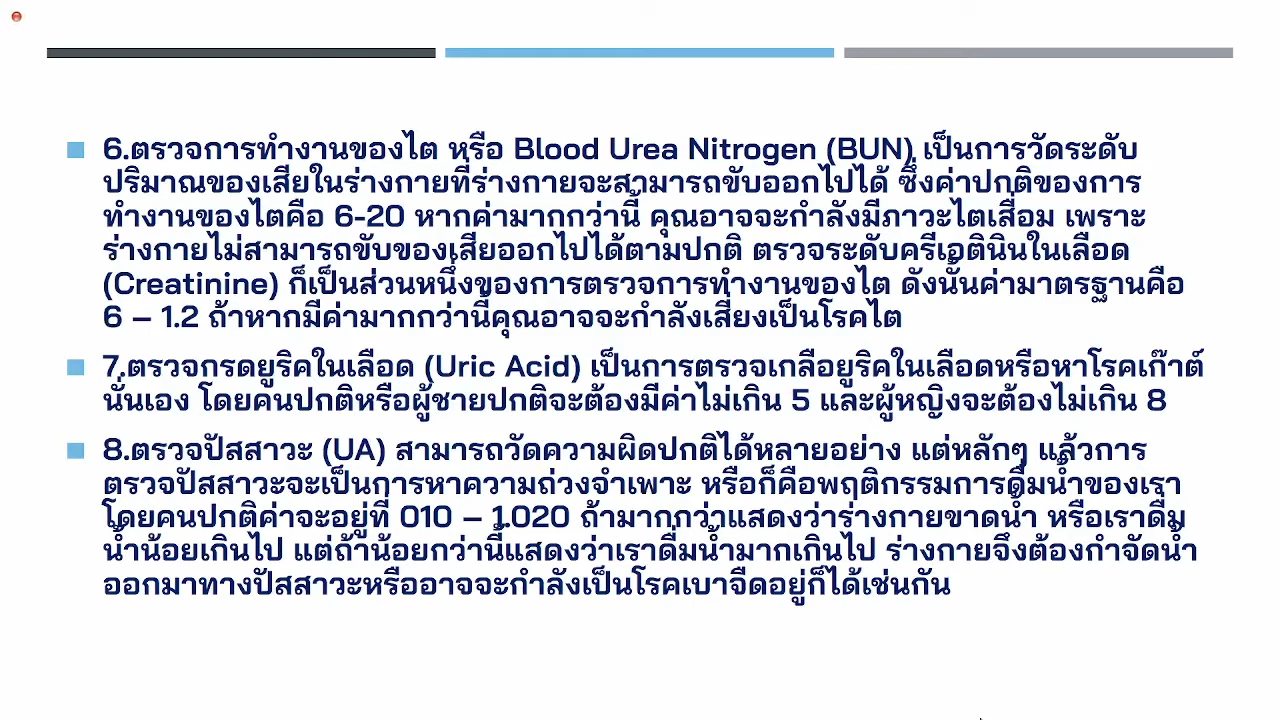 6.ตรวจการทำงานของไต หรือ Blood Urea Nitrogen (BUN) เป็นการวัดระดับ
ปริมาณของเสียในร่างกายที่ร่างกายจะสามารถขับออกไปได้ ซึ่งค่าปกติของการ
ทำงานของไตคือ 6-20 หากค่ามากกว่านี้ คุณอาจจะกำลังมีภาวะไตเสื่อม เพราะ
ร่างกายไม่สามารถขับของเสียออกไปได้ตามปกติ ตรวจระดับครีเอตินินในเลือด
(Creatinine) ก็เป็นส่วนหนึ่งของการตรวจการทำงานของไต ดังนั้นค่ามาตรฐานคือ
6 – 1.2 ถ้าหากมีค่ามากกว่านี้คุณอาจจะกำลังเสี่ยงเป็นโรคไต
7.ตรวจกรดยูริคในเลือด (Uric Acid) เป็นการตรวจเกลือยูริคในเลือดหรือหาโรคเก๊าต์
นั่นเอง โดยคนปกติหรือผู้ชายปกติจะต้องมีค่าไม่เกิน 5 และผู้หญิงจะต้องไม่เกิน 8
8.ตรวจปัสสาวะ (UA) สามารถวัดความผิดปกติได้หลายอย่าง แต่หลักๆ แล้วการ
ตรวจปัสสาวะจะเป็นการหาความถ่วงจำเพาะ หรือก็คือพฤติกรรมการดื่มน้ำของเรา
โดยคนปกติค่าจะอยู่ที่ 010 – 1.020 ถ้ามากกว่าแสดงว่าร่างกายขาดน้ำ หรือเราดื่ม
น้ำน้อยเกินไป แต่ถ้าน้อยกว่านี้แสดงว่าเราดื่มน้ำมากเกินไป ร่างกายจึงต้องกำจัดน้ำ
ออกมาทางปัสสาวะหรืออาจจะกำลังเป็นโรคเบาจืดอยู่ก็ได้เช่นกัน